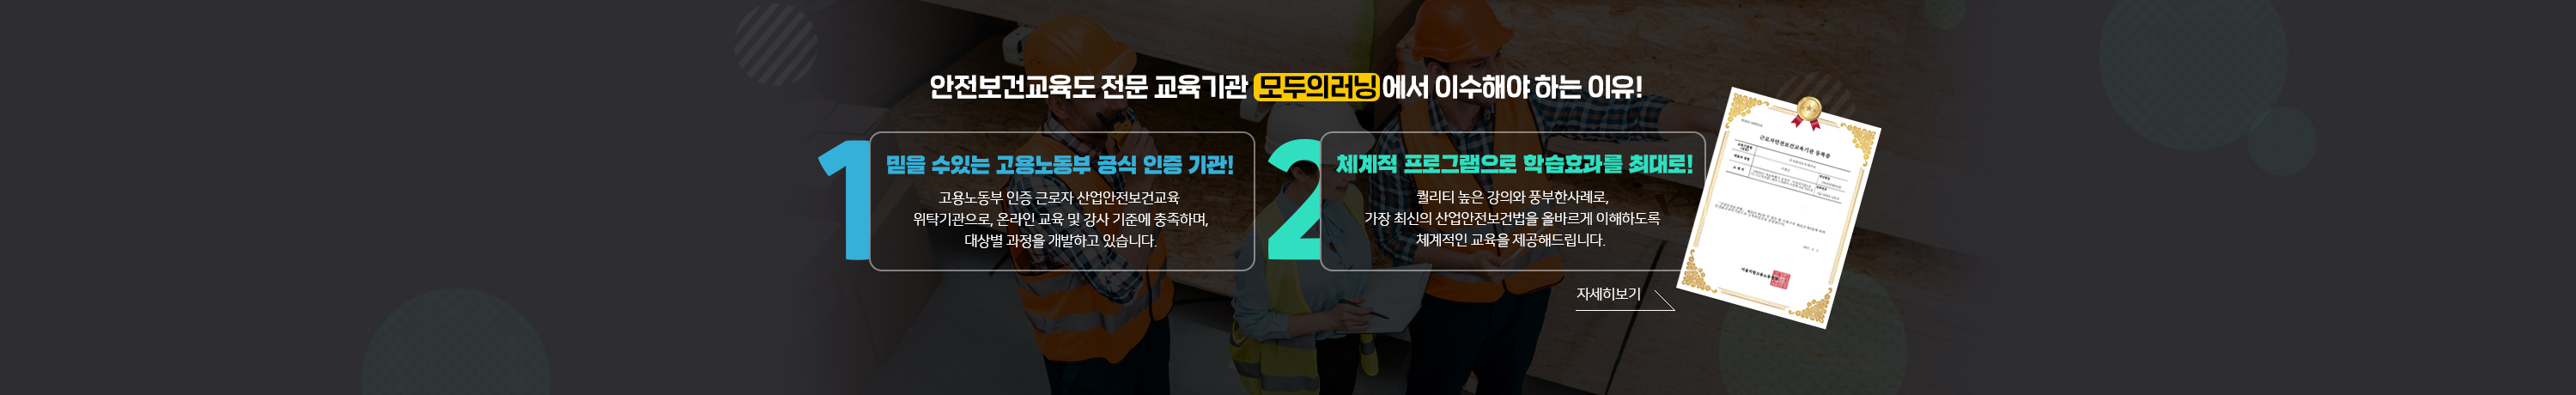 안전보건교육도 전문 교육기관 모두의러닝에서 이수해야 하는 이유!
1
믿을 수있는 고용노동부 공식 인증 기관!
고용노동부 인증 근로자 산업안전보건교육
위탁기관으로, 온라인 교육 및 강사 기준에 충족하며,
대상별 과정을 개발하고 있습니다.
2
체계적 프로그램으로 학습효과를 최대로!
퀄리티 높은 강의와 풍부한사례로,
가장 최신의 산업안전보건법을 올바르게 이해하도록
체계적인 교육을 제공해드립니다.
자세히보기
근로자안전보건교육기관 등록증